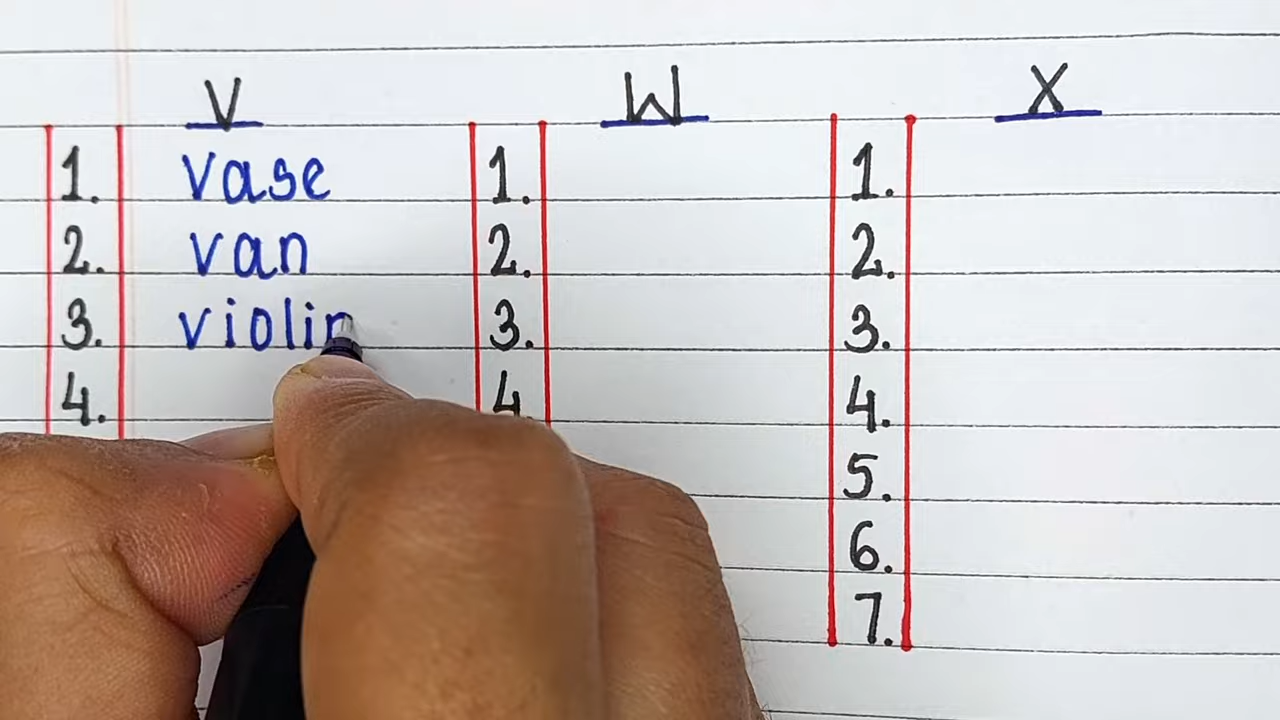 V W X
1. vase 1. 1.
2. van 2. 2.
3. violin 3. 3.
4. 4. 4.
5.
6.
7.